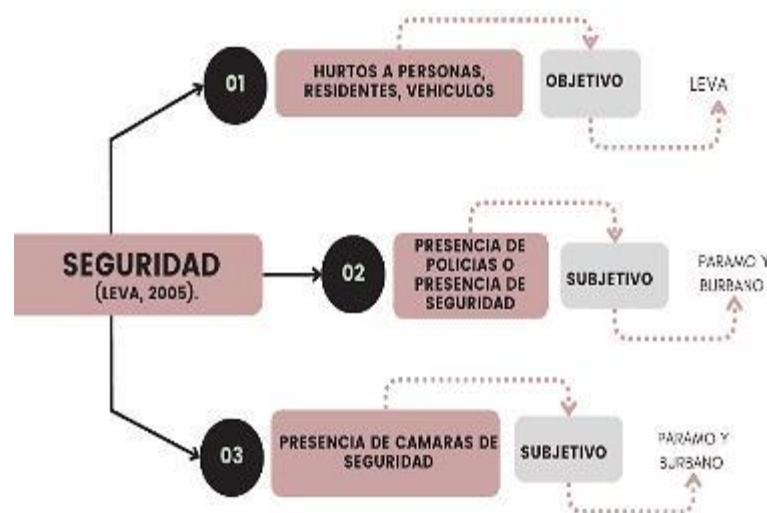 01
HURTOS A PERSONAS,
RESIDENTES, VEHICULOS
OBJETIVO
LEVA
SEGURIDAD
(LEVA, 2005).
02
PRESENCIA DE
POLICIAS O
PRESENCIA DE
SEGURIDAD
SUBJETIVO
PARAMO Y
BURBANO
03
PRESENCIA DE CAMARAS DE
SEGURIDAD
SUBJETIVO
PARAMO Y
BURBANO